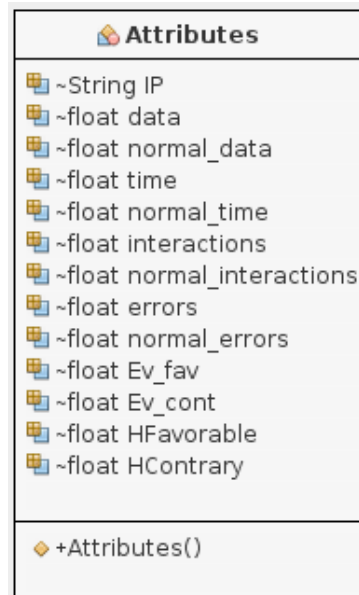 Attributes
~String IP
~float data
~float normal_data
~float time
~float normal_time
~float interactions
~float normal_interactions
~float errors
~float normal_errors
~float Ev_fav
~float Ev_cont
~float HFavorable
~float HContrary
+Attributes()